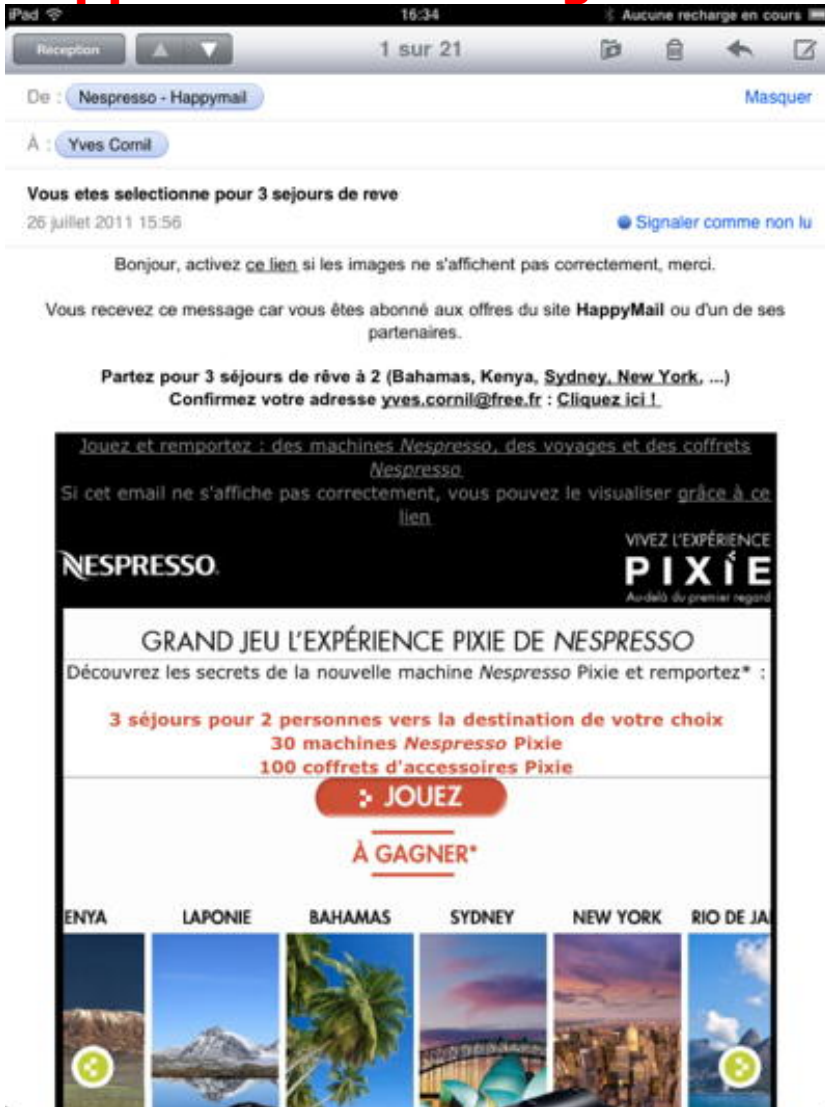 iPad 16:34 Aucune recharge en cours
Réception 1 sur 21
De : Nespresso - Happymail Masquer
À : Yves Cornil
Vous etes selectionne pour 3 sejours de reve
26 juillet 2011 15:56 Signaler comme non lu
Bonjour, activez ce lien si les images ne s'affichent pas correctement, merci.
Vous recevez ce message car vous êtes abonné aux offres du site HappyMail ou d'un de ses
partenaires.
Partez pour 3 séjours de rêve à 2 (Bahamas, Kenya, Sydney, New York, ...)
Confirmez votre adresse yves.cornil@free.fr : Cliquez ici !
Jouez et remportez : des machines Nespresso, des voyages et des coffrets
Nespresso
Si cet email ne s'affiche pas correctement, vous pouvez le visualiser grâce à ce
lien
NESPRESSO.
VIVEZ L'EXPÉRIENCE
PIXIE
Au-delà du premier regard
GRAND JEU L'EXPÉRIENCE PIXIE DE NESPRESSO
Découvrez les secrets de la nouvelle machine Nespresso Pixie et remportez* :
3 séjours pour 2 personnes vers la destination de votre choix
30 machines Nespresso Pixie
100 coffrets d'accessoires Pixie
JOUEZ
À GAGNER*
ENYA LAPONIE BAHAMAS SYDNEY NEW YORK RIO DE JA